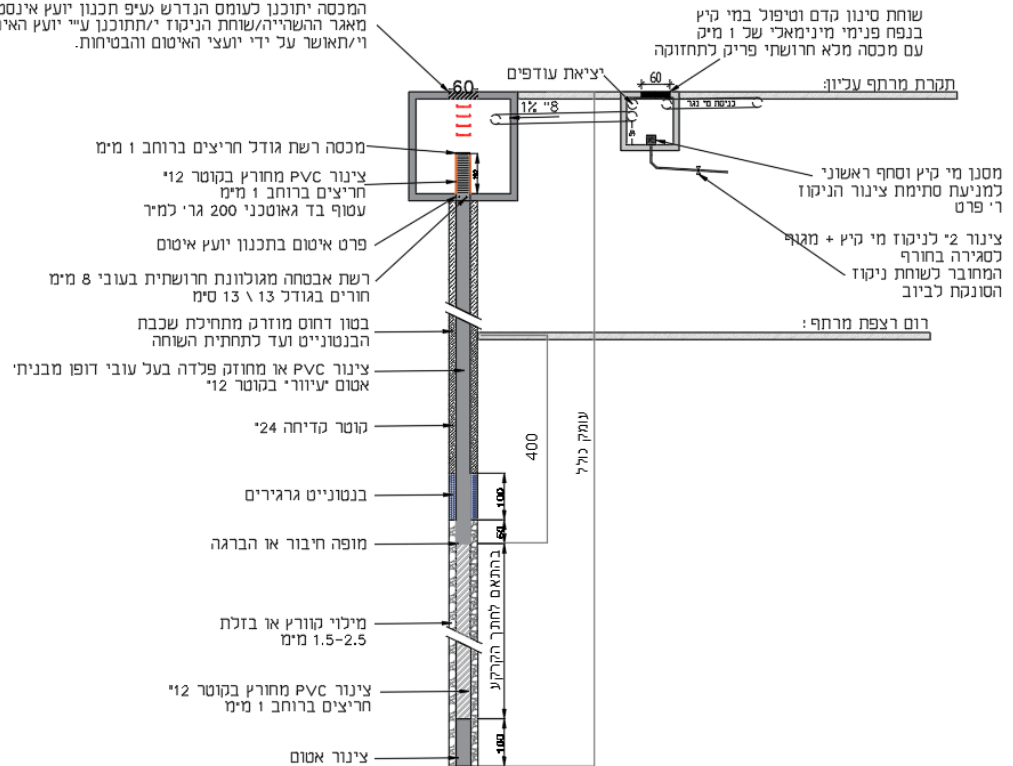 המכסה יתוכנן לעומס הנדרש (ע"פ תכנון יועץ אינסט
מאגר ההשהייה/שוחת הניקוז י/תתוכנן ע"י יועץ האי
וי/תאושר על ידי יועצי האיטום והבטיחות.
שוחת סינון קדם וטיפול במי קיץ
בנפח פנימי מינימאלי של 1 מ"ק
עם מכסה מלא חרושתי פריק לתחזוקה
יציאת עודפים
תקרת מרתף עליון:
60
60
1% 8"
כניסת מי נגר
מכסה רשת גודל חריצים ברוחב 1 מ"מ
צינור PVC מחורץ בקוטר 12"
חריצים ברוחב 1 מ"מ
עטוף בד גאוטכני 200 גר' למ"ר
פרט איטום בתכנון יועץ איטום
רשת אבטחה מגולוונת חרושתית בעובי 8 מ"מ
חורים בגודל 13 \ 13 ס"מ
בטון דחוס מוזרק מתחילת שכבת
הבנטונייט ועד לתחתית השוחה
צינור PVC או מחוזק פלדה בעל עובי דופן מבנית'
אטום "עיוור" בקוטר 12"
קוטר קדיחה 24"
בנטונייט גרגירים
מופה חיבור או הברגה
מילוי קוורץ או בזלת
1.5-2.5 מ"מ
צינור PVC מחורץ בקוטר 12"
חריצים ברוחב 1 מ"מ
צינור אטום
מסנן מי קיץ וסחף ראשוני
למניעת סתימת צינור הניקוז
ר' פרט
צינור 2" לניקוז מי קיץ + מגוף
לסגירה בחורף
המחובר לשוחת ניקוז
הסונקת לביוב
רום רצפת מרתף :
400
עומק כולל
100
בהתאם לחתך הקרקע
100